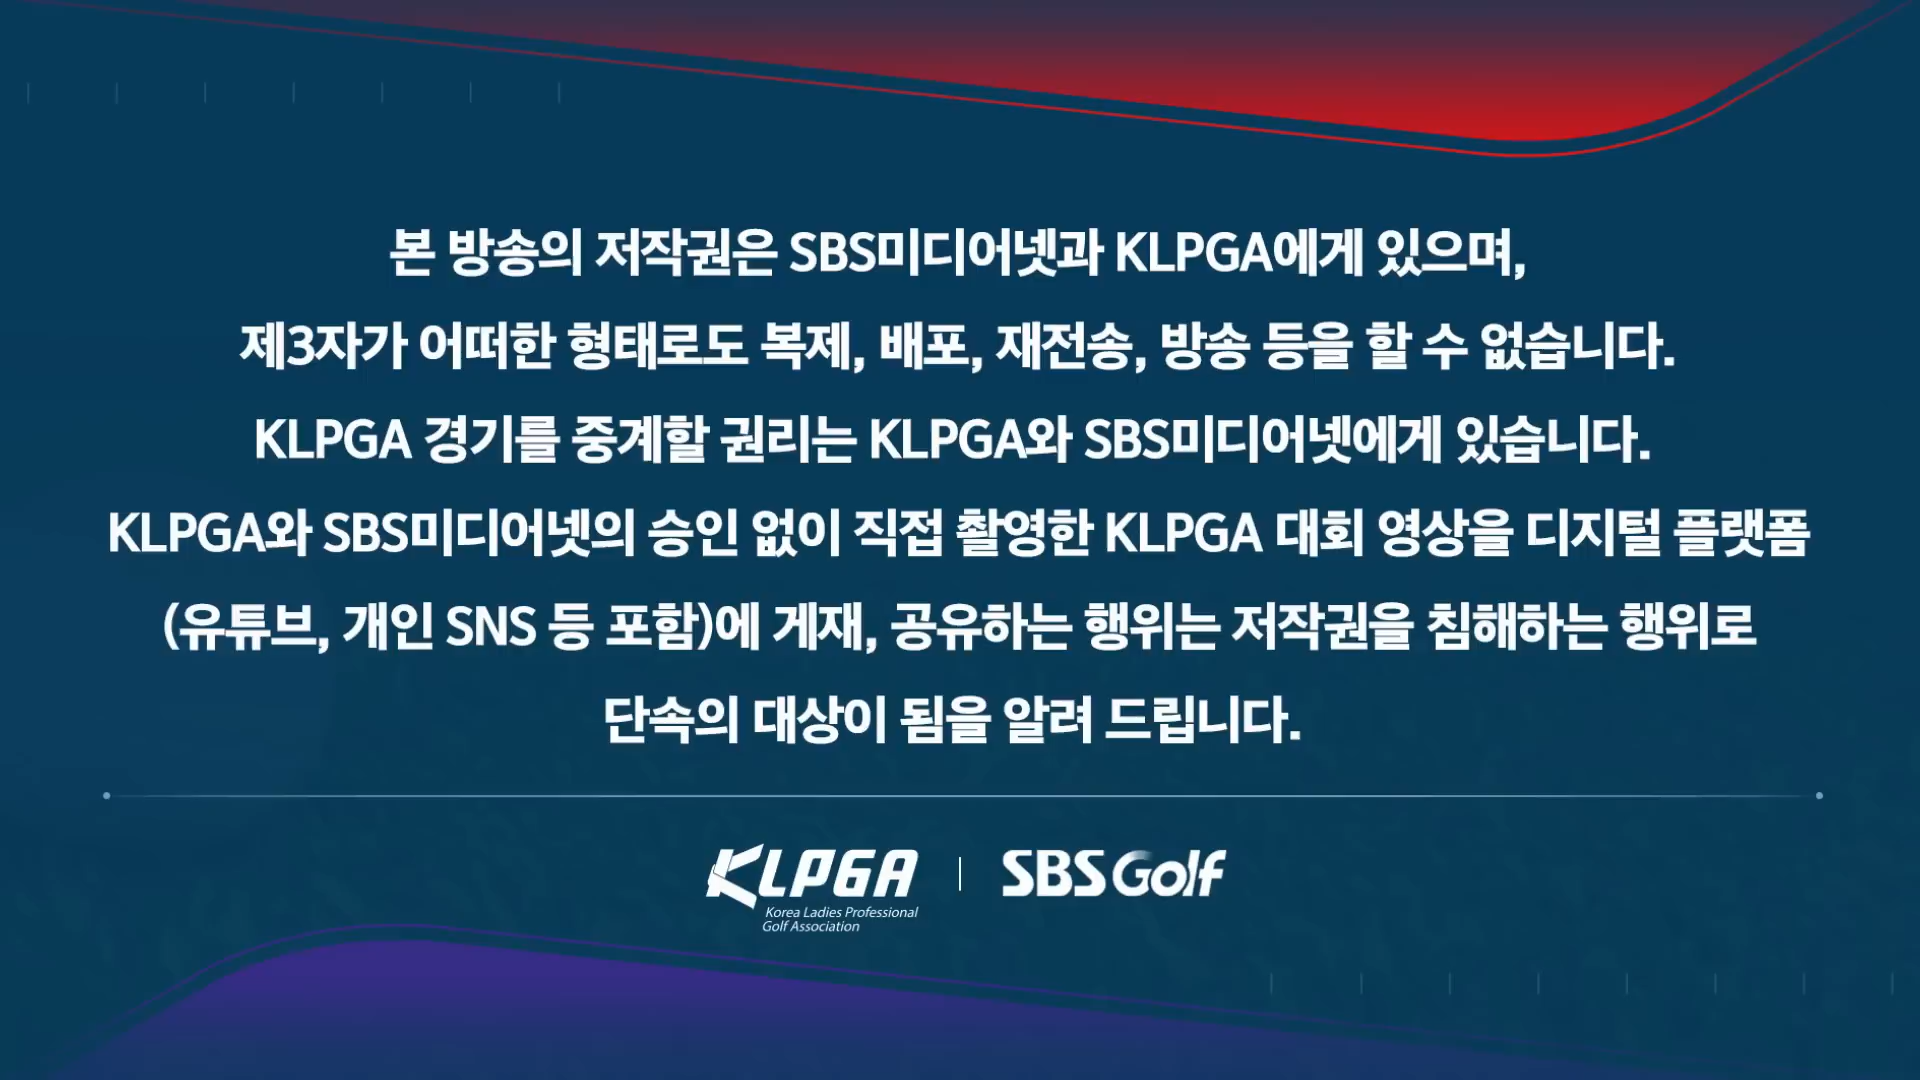 본 방송의 저작권은 SBS미디어넷과 KLPGA에게 있으며,
제3자가 어떠한 형태로도 복제, 배포, 재전송, 방송 등을 할 수 없습니다.
KLPGA 경기를 중계할 권리는 KLPGA와 SBS미디어넷에게 있습니다.
KLPGA와 SBS미디어넷의 승인 없이 직접 촬영한 KLPGA 대회 영상을 디지털 플랫폼
(유튜브, 개인 SNS 등 포함)에 게재, 공유하는 행위는 저작권을 침해하는 행위로
단속의 대상이 됨을 알려 드립니다.
KLPGA
Korea Ladies Professional
Golf Association
SBS Golf